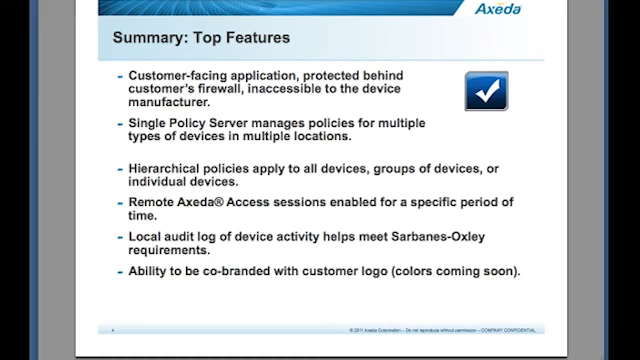 Axeda
Summary: Top Features
- Customer-facing application, protected behind
customer's firewall, inaccessible to the device
manufacturer.
- Single Policy Server manages policies for multiple
types of devices in multiple locations.
- Hierarchical policies apply to all devices, groups of devices, or
individual devices.
- Remote Axeda® Access sessions enabled for a specific period of
time.
- Local audit log of device activity helps meet Sarbanes-Oxley
requirements.
- Ability to be co-branded with customer logo (colors coming soon).
4
© 2011 Axeda Corporation – Do not reproduce without permission – COMPANY CONFIDENTIAL